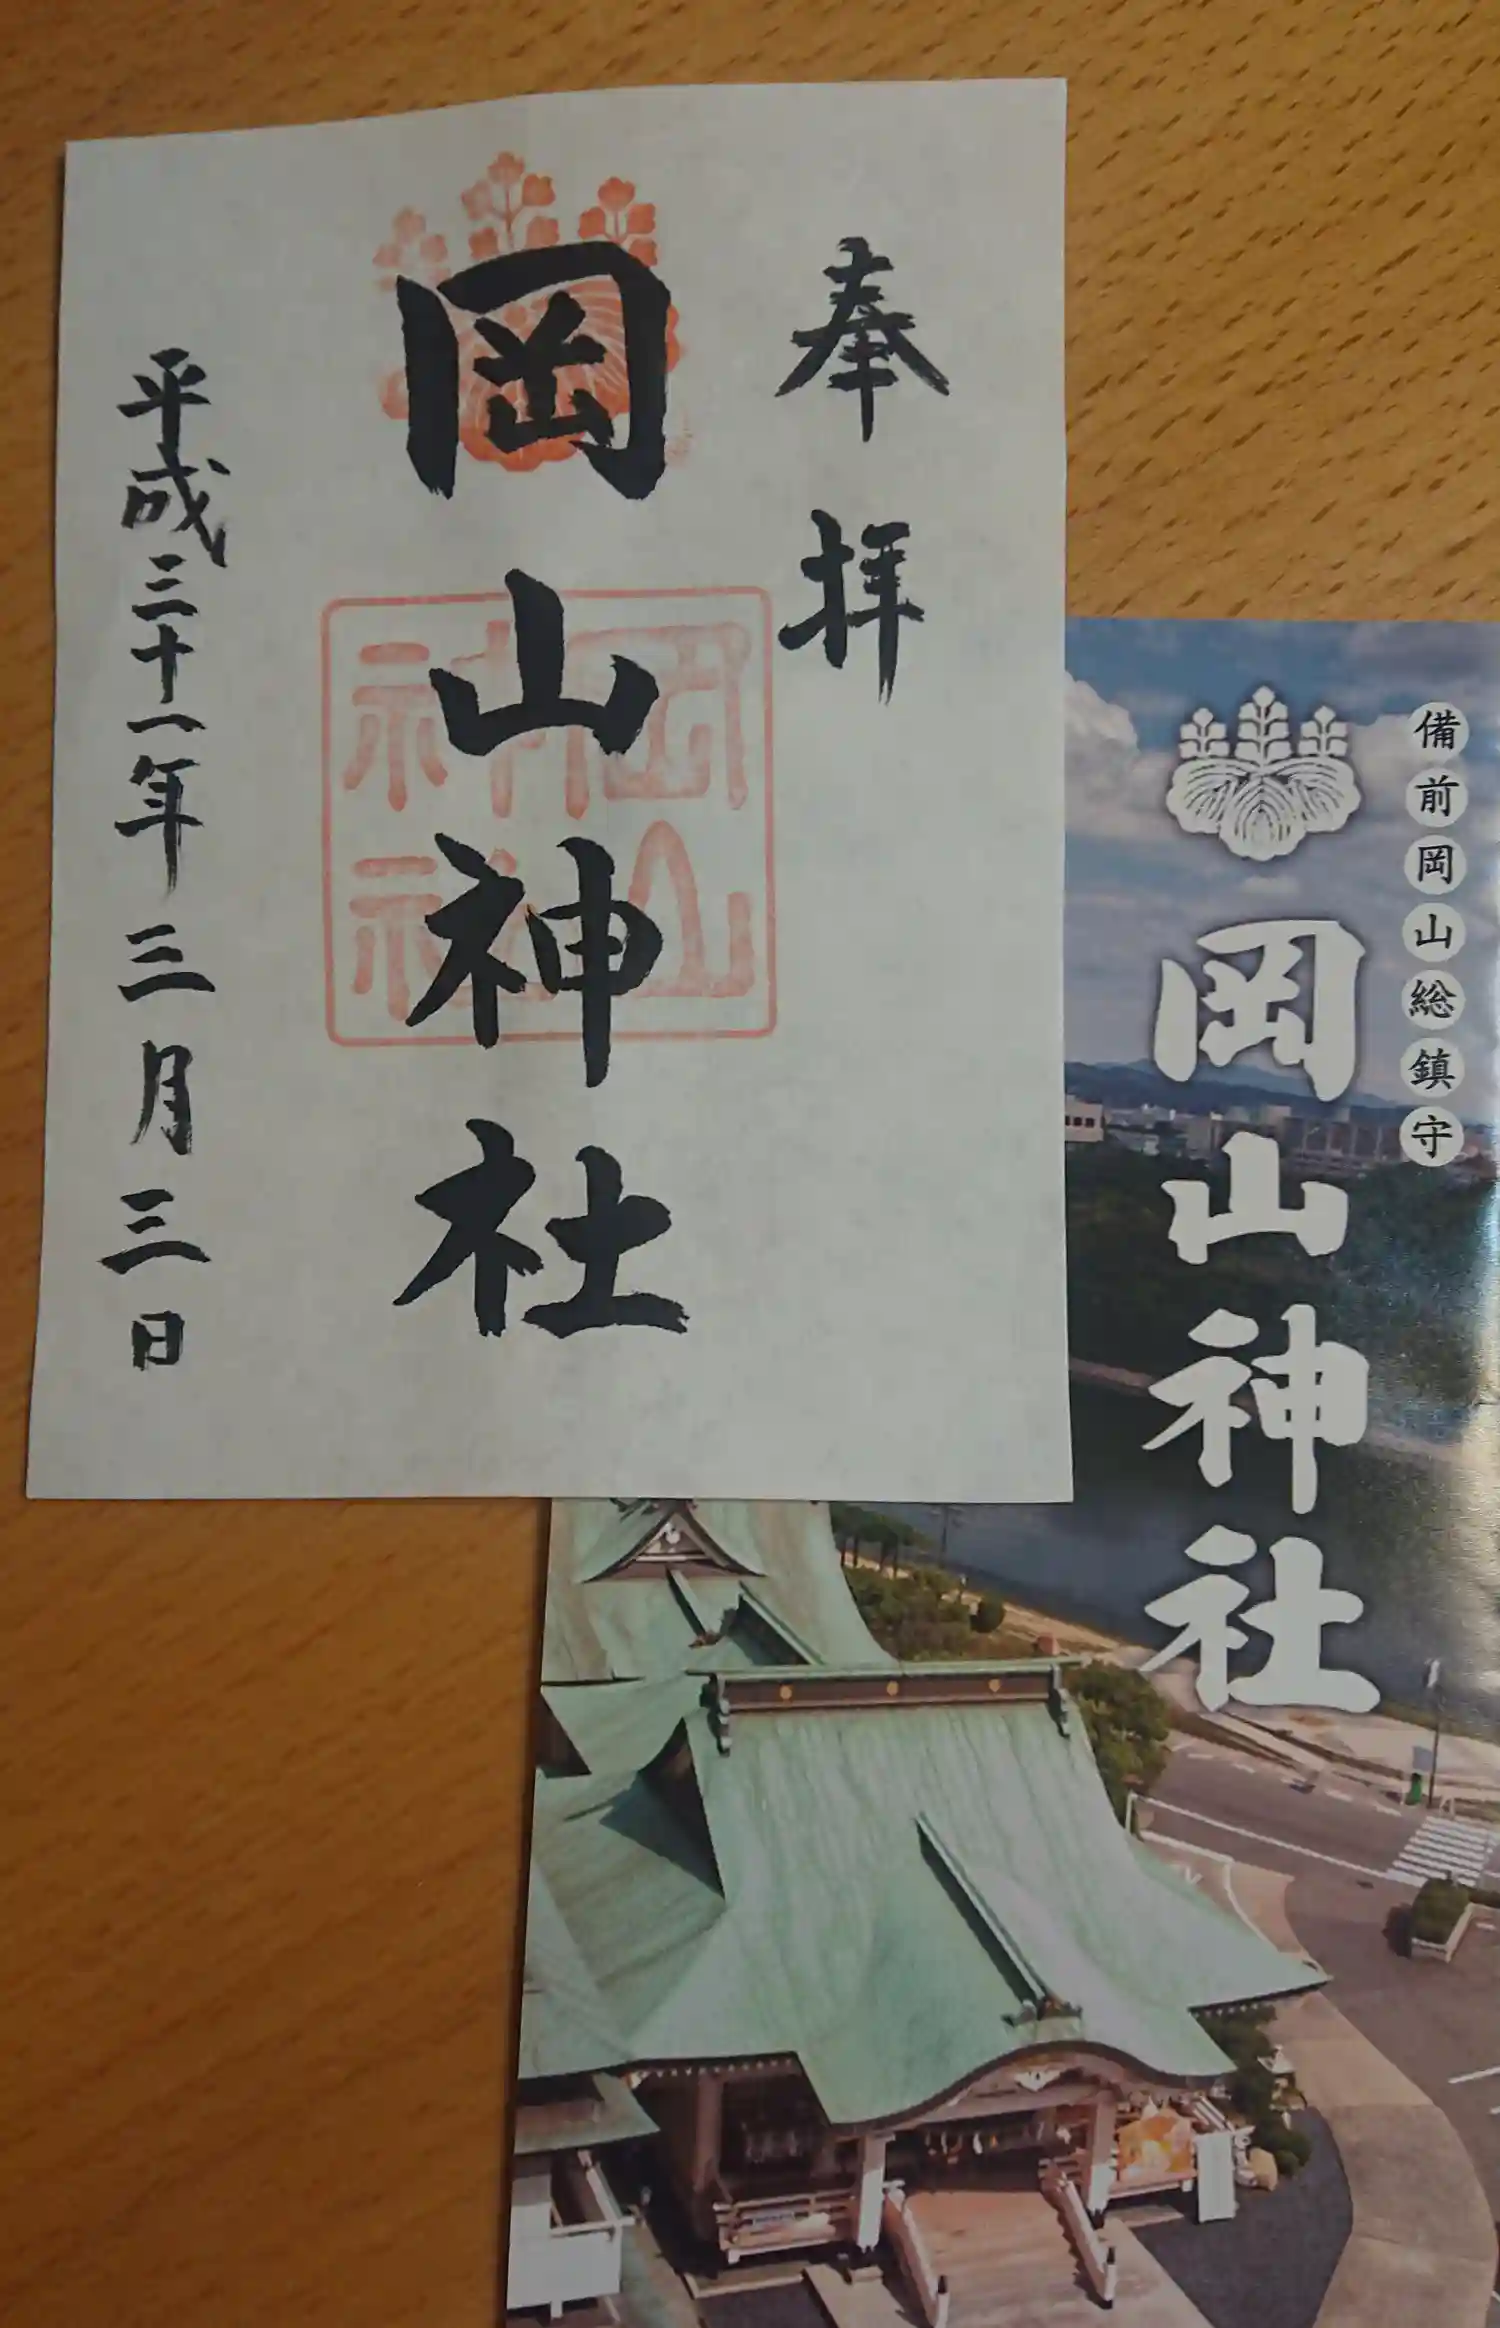 奉拝
岡山神社
岡山神社
平成三十一年三月三日
備前岡山総鎮守
岡山神社